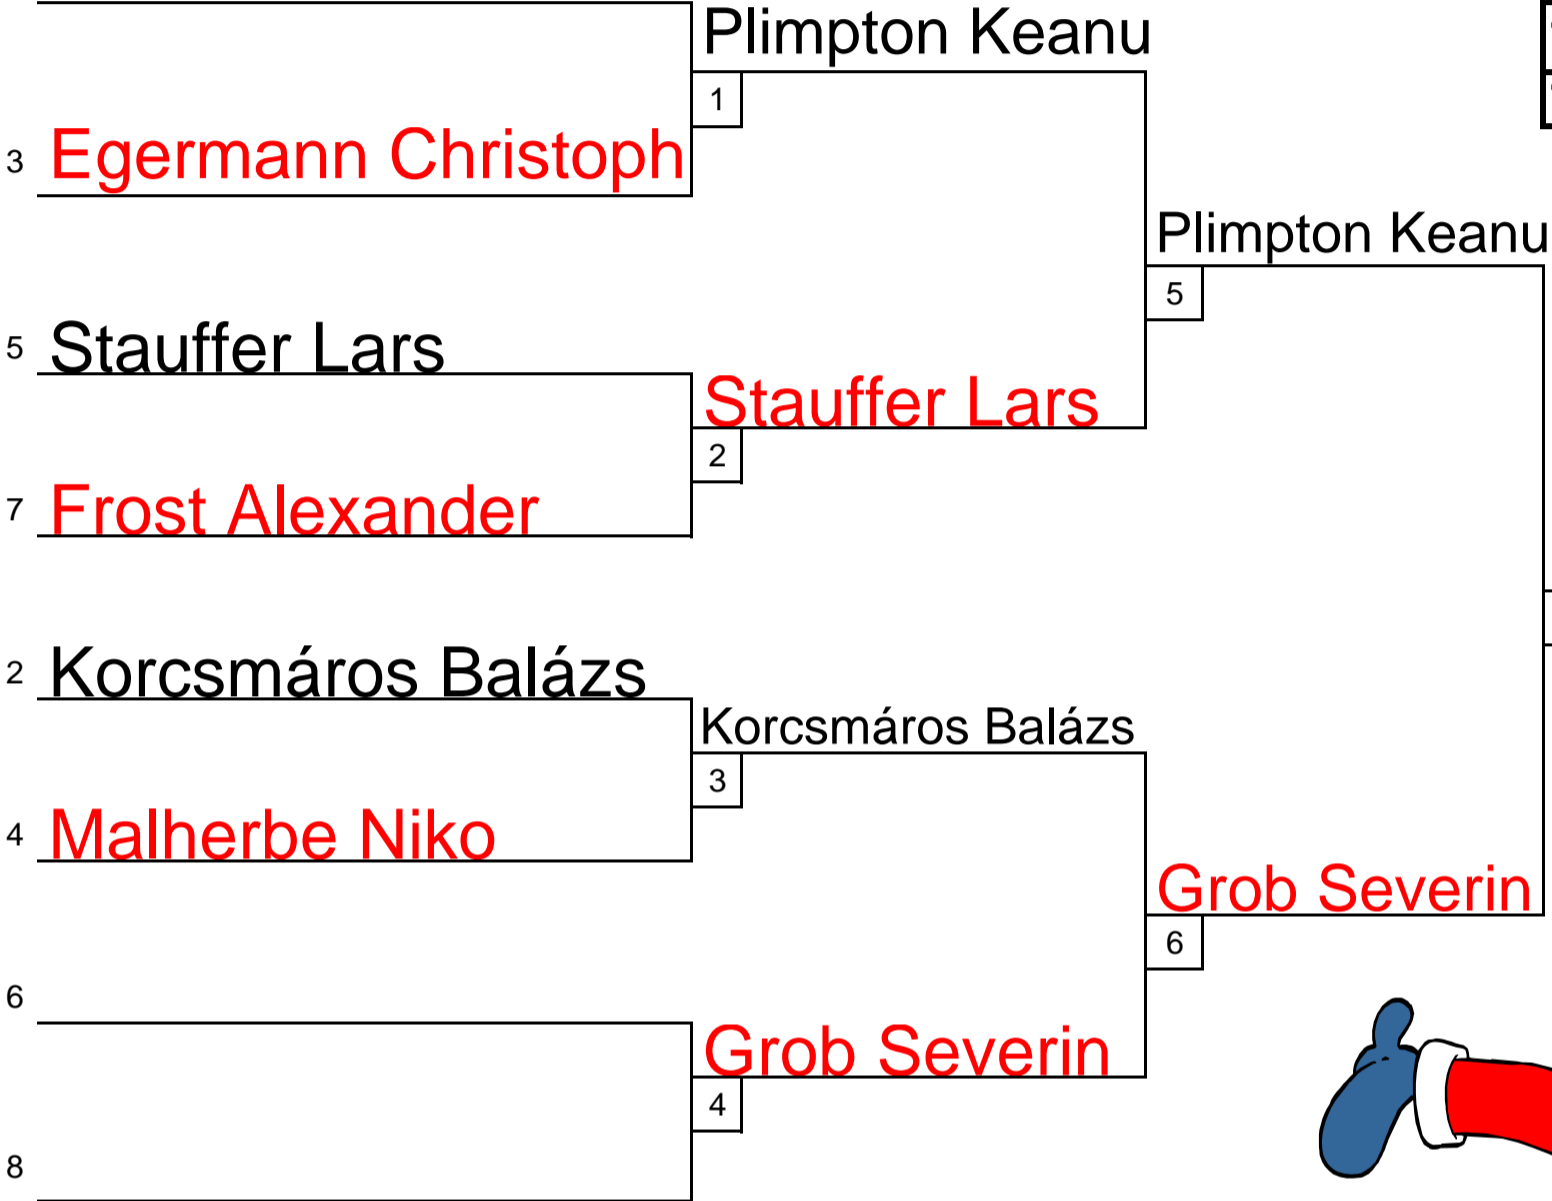 Plimpton Keanu
1
3 Egermann Christoph
Plimpton Keanu
5
5 Stauffer Lars
Stauffer Lars
2
7 Frost Alexander
2 Korcsmáros Balázs
Korcsmáros Balázs
3
4 Malherbe Niko
Grob Severin
6
6
Grob Severin
4
8